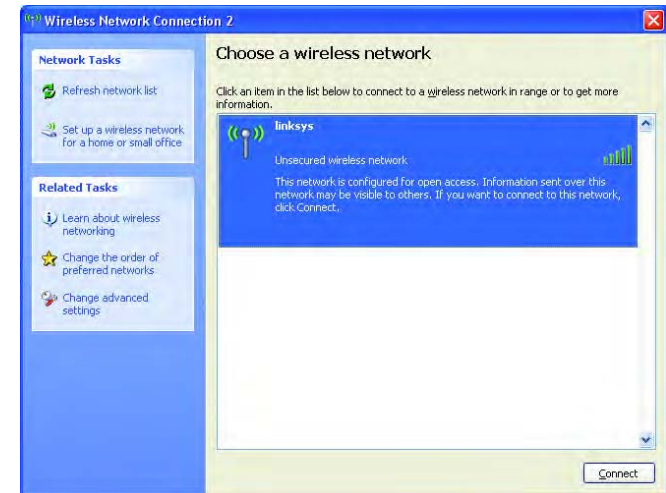 Wireless Network Connection 2
Network Tasks
Refresh network list
Set up a wireless network
for a home or small office
Related Tasks
Learn about wireless
networking
Change the order of
preferred networks
Change advanced
settings
Choose a wireless network
Click an item in the list below to connect to a wireless network in range or to get more
information.
linksys
Unsecured wireless network
This network is configured for open access. Information sent over this
network may be visible to others. If you want to connect to this network,
click Connect.
Connect